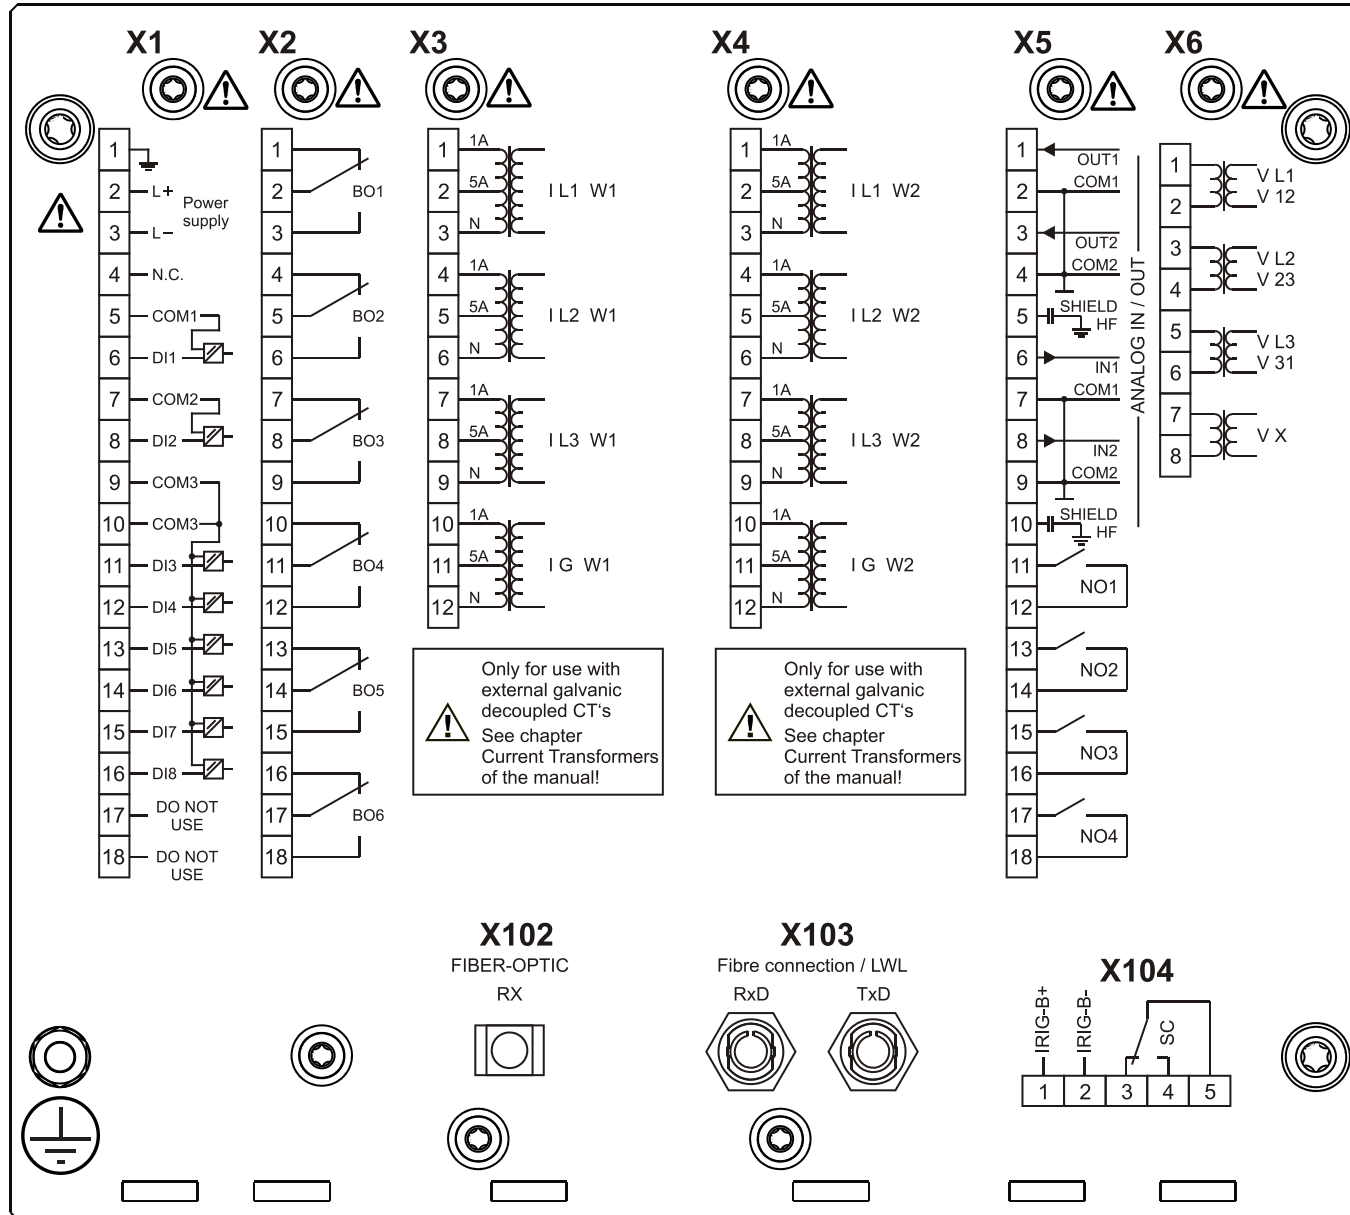 X1
X2
X3
X4
X5
X6
1
2 L+
3 L−
Power
supply
4 N.C.
5 COM1
6 DI1
7 COM2
8 DI2
9 COM3
10 COM3
11 DI3
12 DI4
13 DI5
14 DI6
15 DI7
16 DI8
17 DO NOT
USE
18 DO NOT
USE
1
2 BO1
3
4
5 BO2
6
7
8 BO3
9
10
11 BO4
12
13
14 BO5
15
16
17 BO6
18
1 1A
2 5A I L1 W1
3 N
4 1A
5 5A I L2 W1
6 N
7 1A
8 5A I L3 W1
9 N
10 1A
11 5A I G W1
12 N
Only for use with
external galvanic
decoupled CT‘s
See chapter
Current Transformers
of the manual!
1 1A
2 5A I L1 W2
3 N
4 1A
5 5A I L2 W2
6 N
7 1A
8 5A I L3 W2
9 N
10 1A
11 5A I G W2
12 N
Only for use with
external galvanic
decoupled CT‘s
See chapter
Current Transformers
of the manual!
1 OUT1
2 COM1
3 OUT2
4 COM2
5 SHIELD
HF
6 IN1
7 COM1
8 IN2
9 COM2
10 SHIELD
HF
ANALOG IN / OUT
11
NO1
12
13
NO2
14
15
NO3
16
17
NO4
18
1 V L1
2 V 12
3 V L2
4 V 23
5 V L3
6 V 31
7
V X
8
X102
FIBER-OPTIC
RX
X103
Fibre connection / LWL
RxD TxD
X104
IRIG-B+
IRIG-B-
SC
1 2 3 4 5